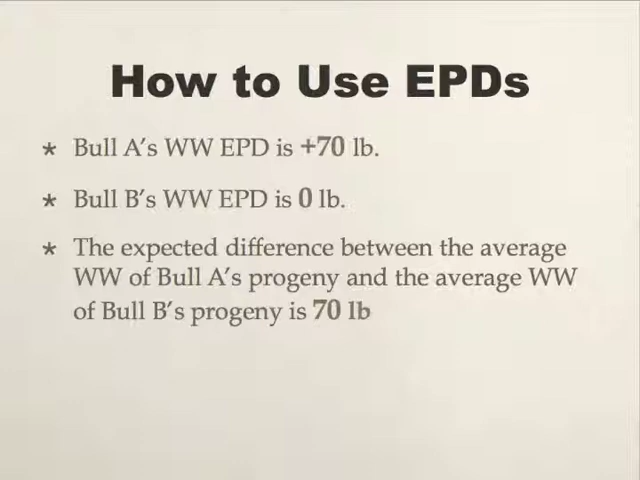 How to Use EPDs
* Bull A's WW EPD is +70 lb.
* Bull B's WW EPD is 0 lb.
* The expected difference between the average
WW of Bull A's progeny and the average WW
of Bull B's progeny is 70 lb